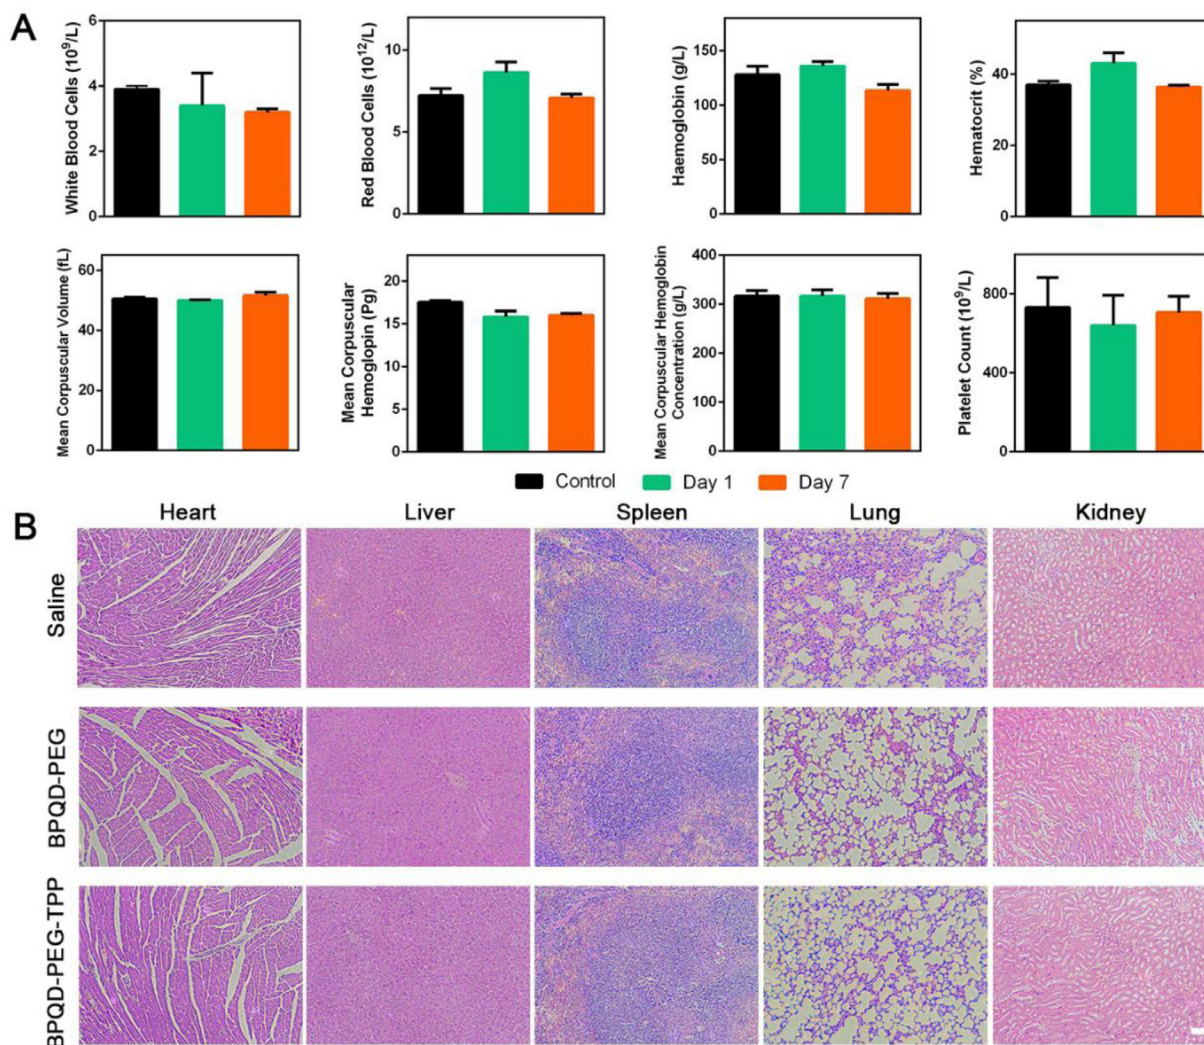 A
White Blood Cells (10⁹/L)
6
4
2
0
Red Blood Cells (10¹²/L)
10
5
0
Haemoglobin (g/L)
150
100
50
0
Hematocrit (%)
40
20
0
Mean Corpuscular Volume (fL)
60
40
20
0
Mean Corpuscular
Hemoglopin (Pg)
20
15
10
5
0
Mean Corpuscular Hemoglobin
Concentration (g/L)
400
300
200
100
0
Platelet Count (10⁹/L)
800
400
0
Control Day 1 Day 7
B
Heart Liver Spleen Lung Kidney
Saline
BPQD-PEG
BPQD-PEG-TPP